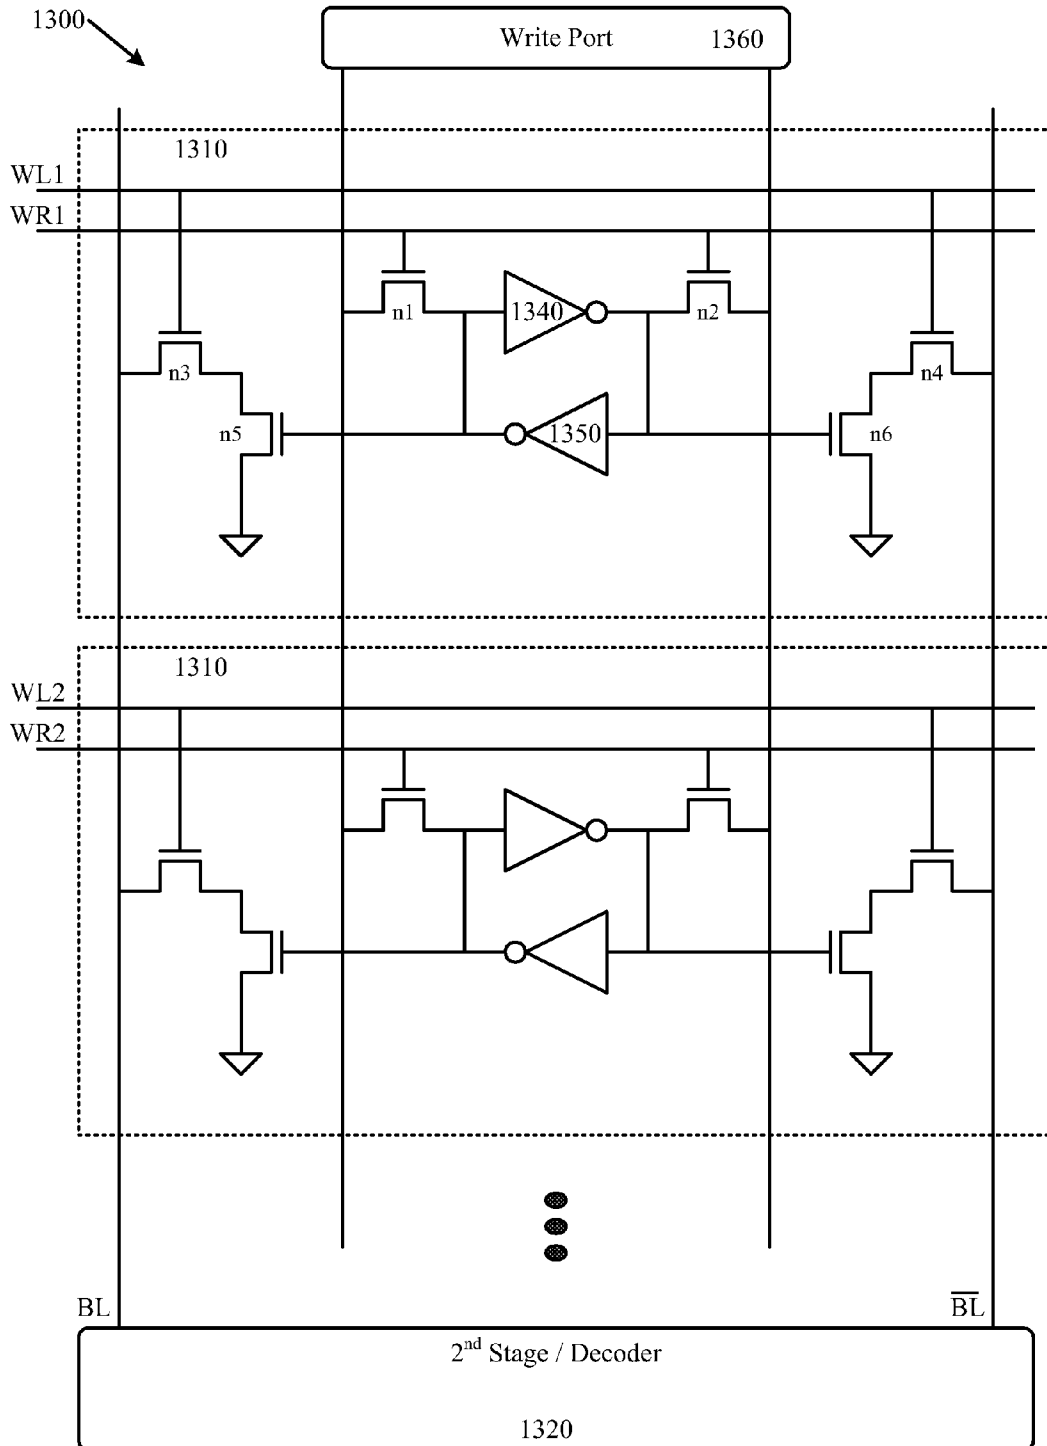 1300
Write Port 1360
1310
WL1
WR1
n1
1340
n2
n3
n4
n5
1350
n6
1310
WL2
WR2
BL
B̅L̅
2nd Stage / Decoder
1320